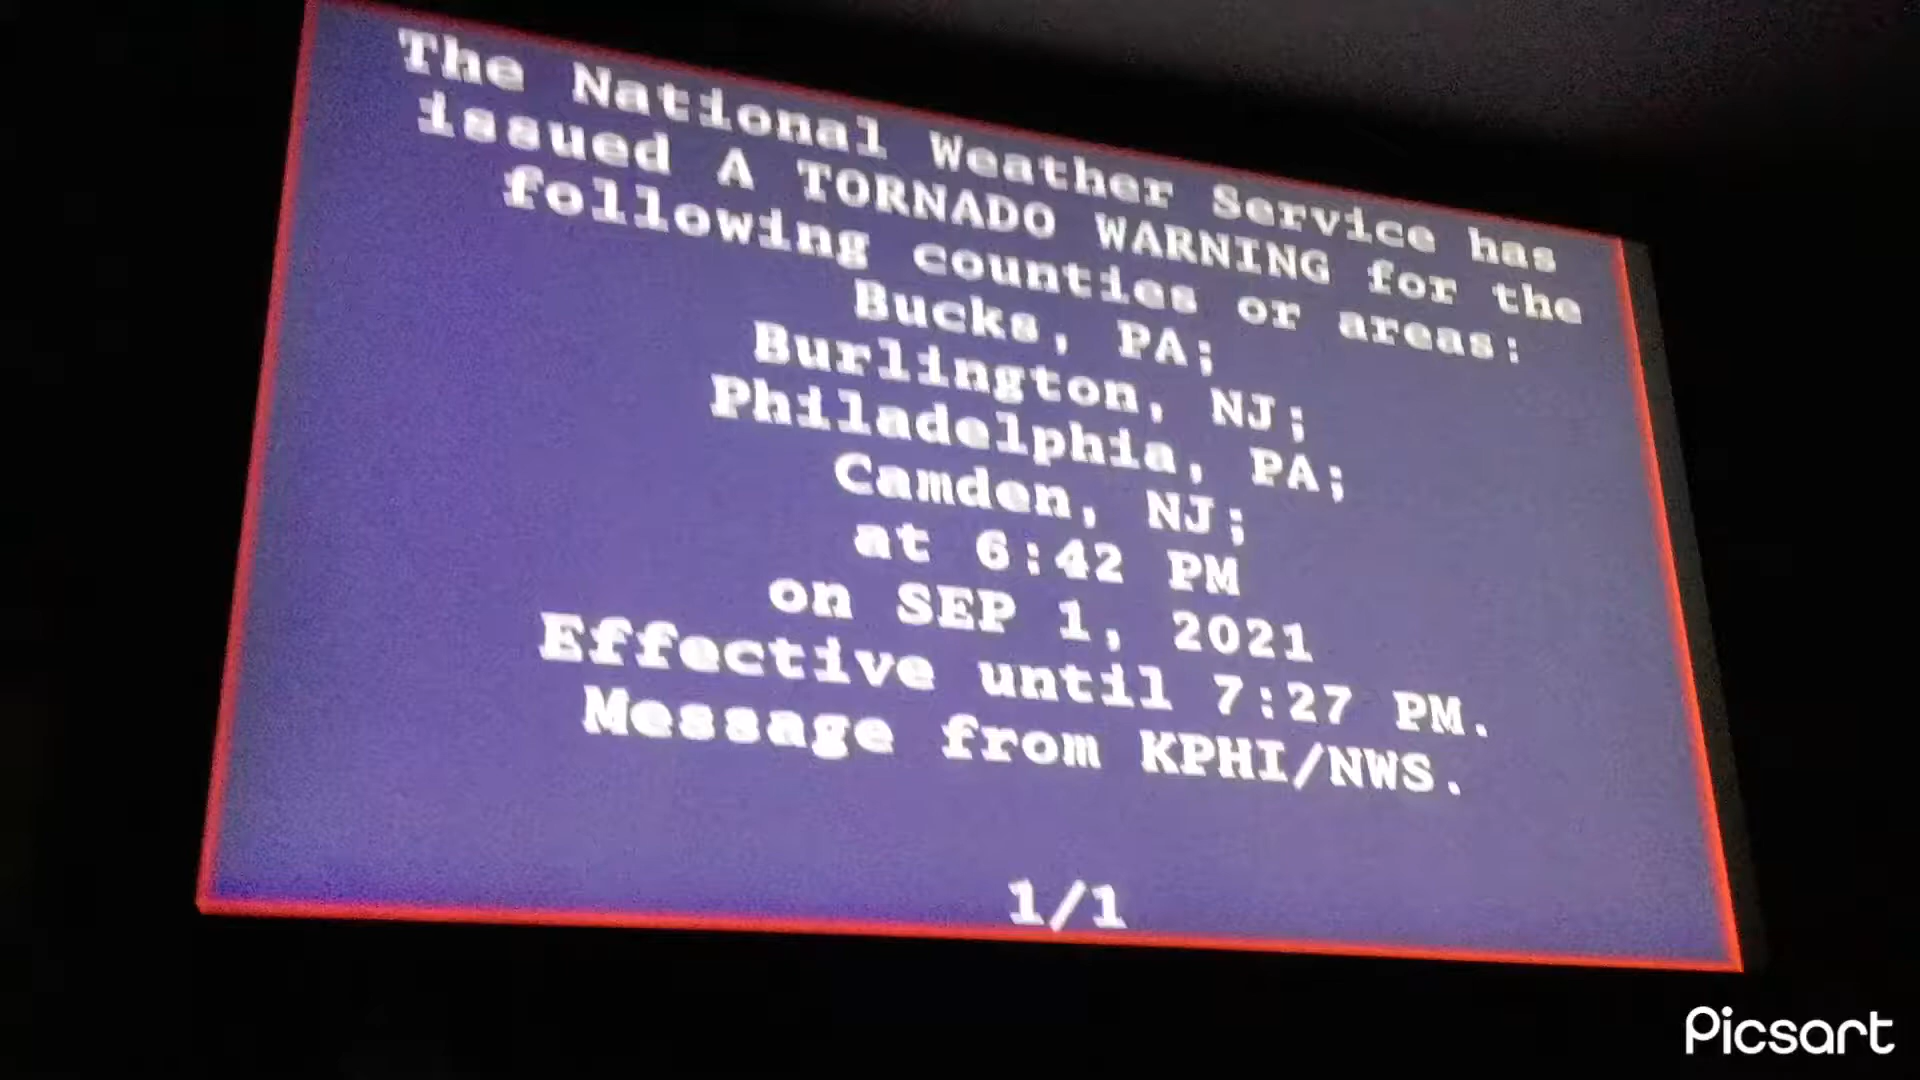 The National Weather Service has
issued A TORNADO WARNING for the
following counties or areas:
Bucks, PA;
Burlington, NJ;
Philadelphia, PA;
Camden, NJ;
at 6:42 PM
on SEP 1, 2021
Effective until 7:27 PM.
Message from KPHI/NWS.
1/1
Picsart